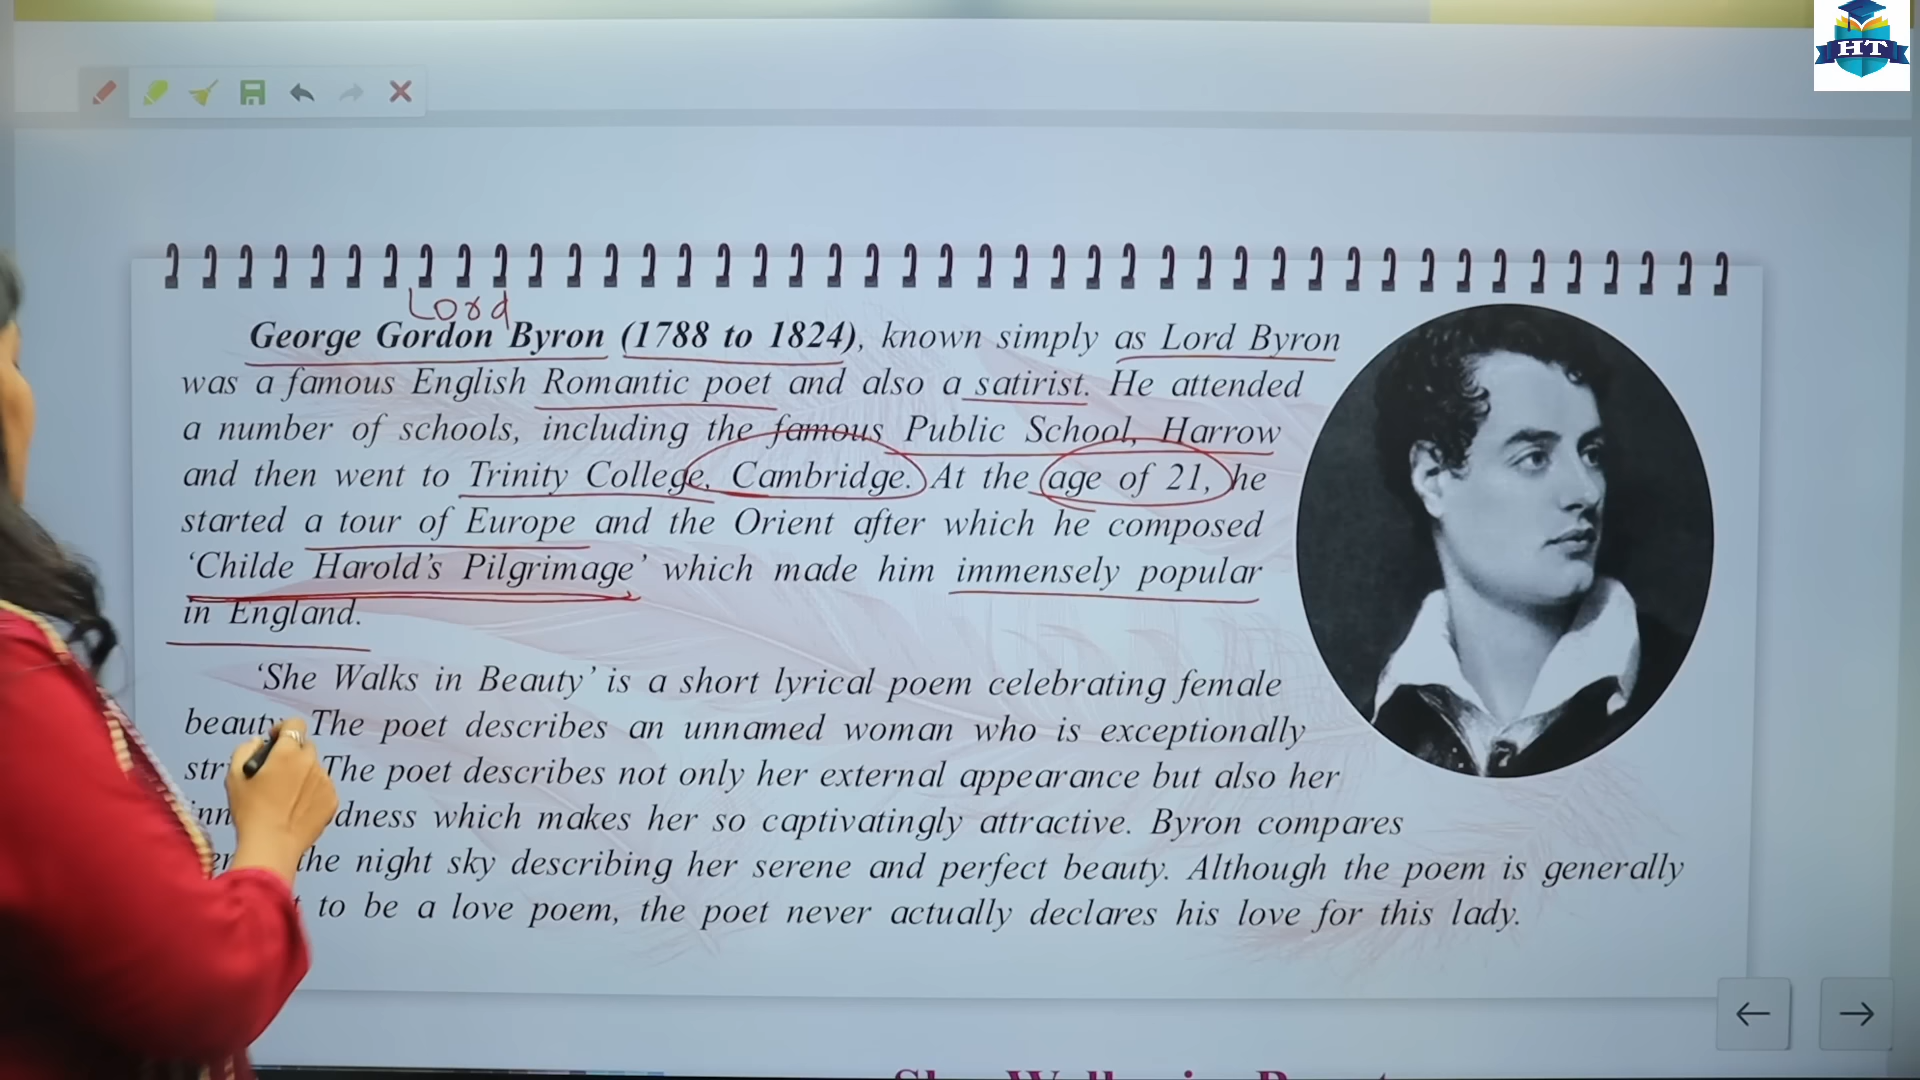 HT
Lord
George Gordon Byron (1788 to 1824), known simply as Lord Byron
was a famous English Romantic poet and also a satirist. He attended
a number of schools, including the famous Public School, Harrow
and then went to Trinity College, Cambridge. At the age of 21, he
started a tour of Europe and the Orient after which he composed
‘Childe Harold’s Pilgrimage’ which made him immensely popular
in England.
‘She Walks in Beauty’ is a short lyrical poem celebrating female
beauty. The poet describes an unnamed woman who is exceptionally
The poet describes not only her external appearance but also her
which makes her so captivatingly attractive. Byron compares
the night sky describing her serene and perfect beauty. Although the poem is generally
to be a love poem, the poet never actually declares his love for this lady.